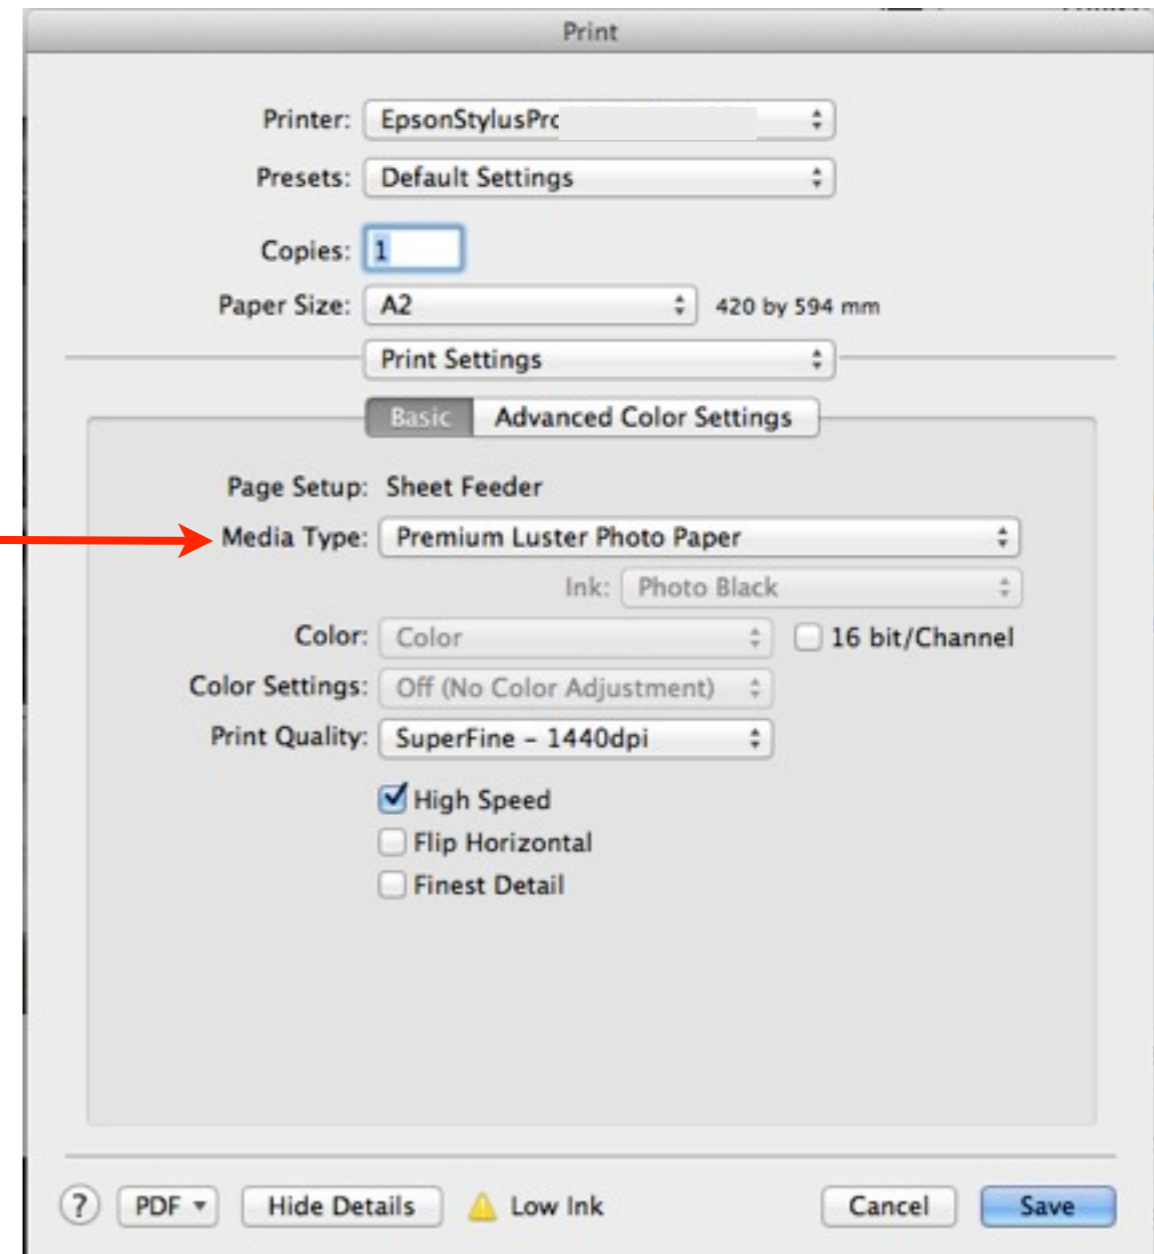 Print
Printer: EpsonStylusPro
Presets: Default Settings
Copies: 1
Paper Size: A2 420 by 594 mm
Print Settings
Basic Advanced Color Settings
Page Setup: Sheet Feeder
Media Type: Premium Luster Photo Paper
Ink: Photo Black
Color: Color 16 bit/Channel
Color Settings: Off (No Color Adjustment)
Print Quality: SuperFine – 1440dpi
High Speed
Flip Horizontal
Finest Detail
? PDF Hide Details Low Ink Cancel Save